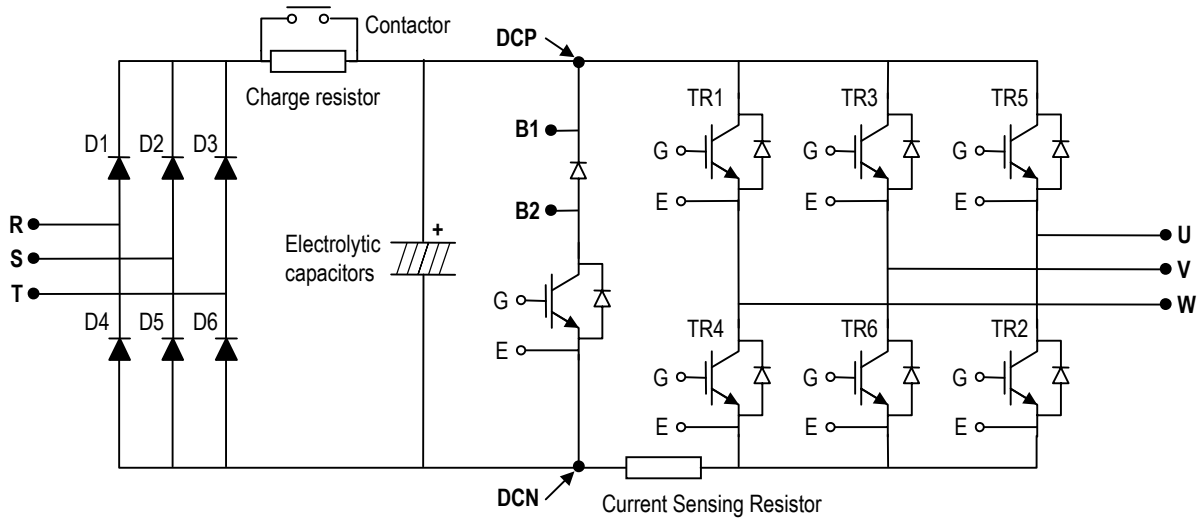 Contactor
DCP
Charge resistor
TR1 TR3 TR5
B1
D1 D2 D3
G G G
E E E
B2
R
S
T
Electrolytic
capacitors
+
U
V
W
G
D4 D5 D6
TR4 TR6 TR2
E
G G G
E E E
DCN
Current Sensing Resistor